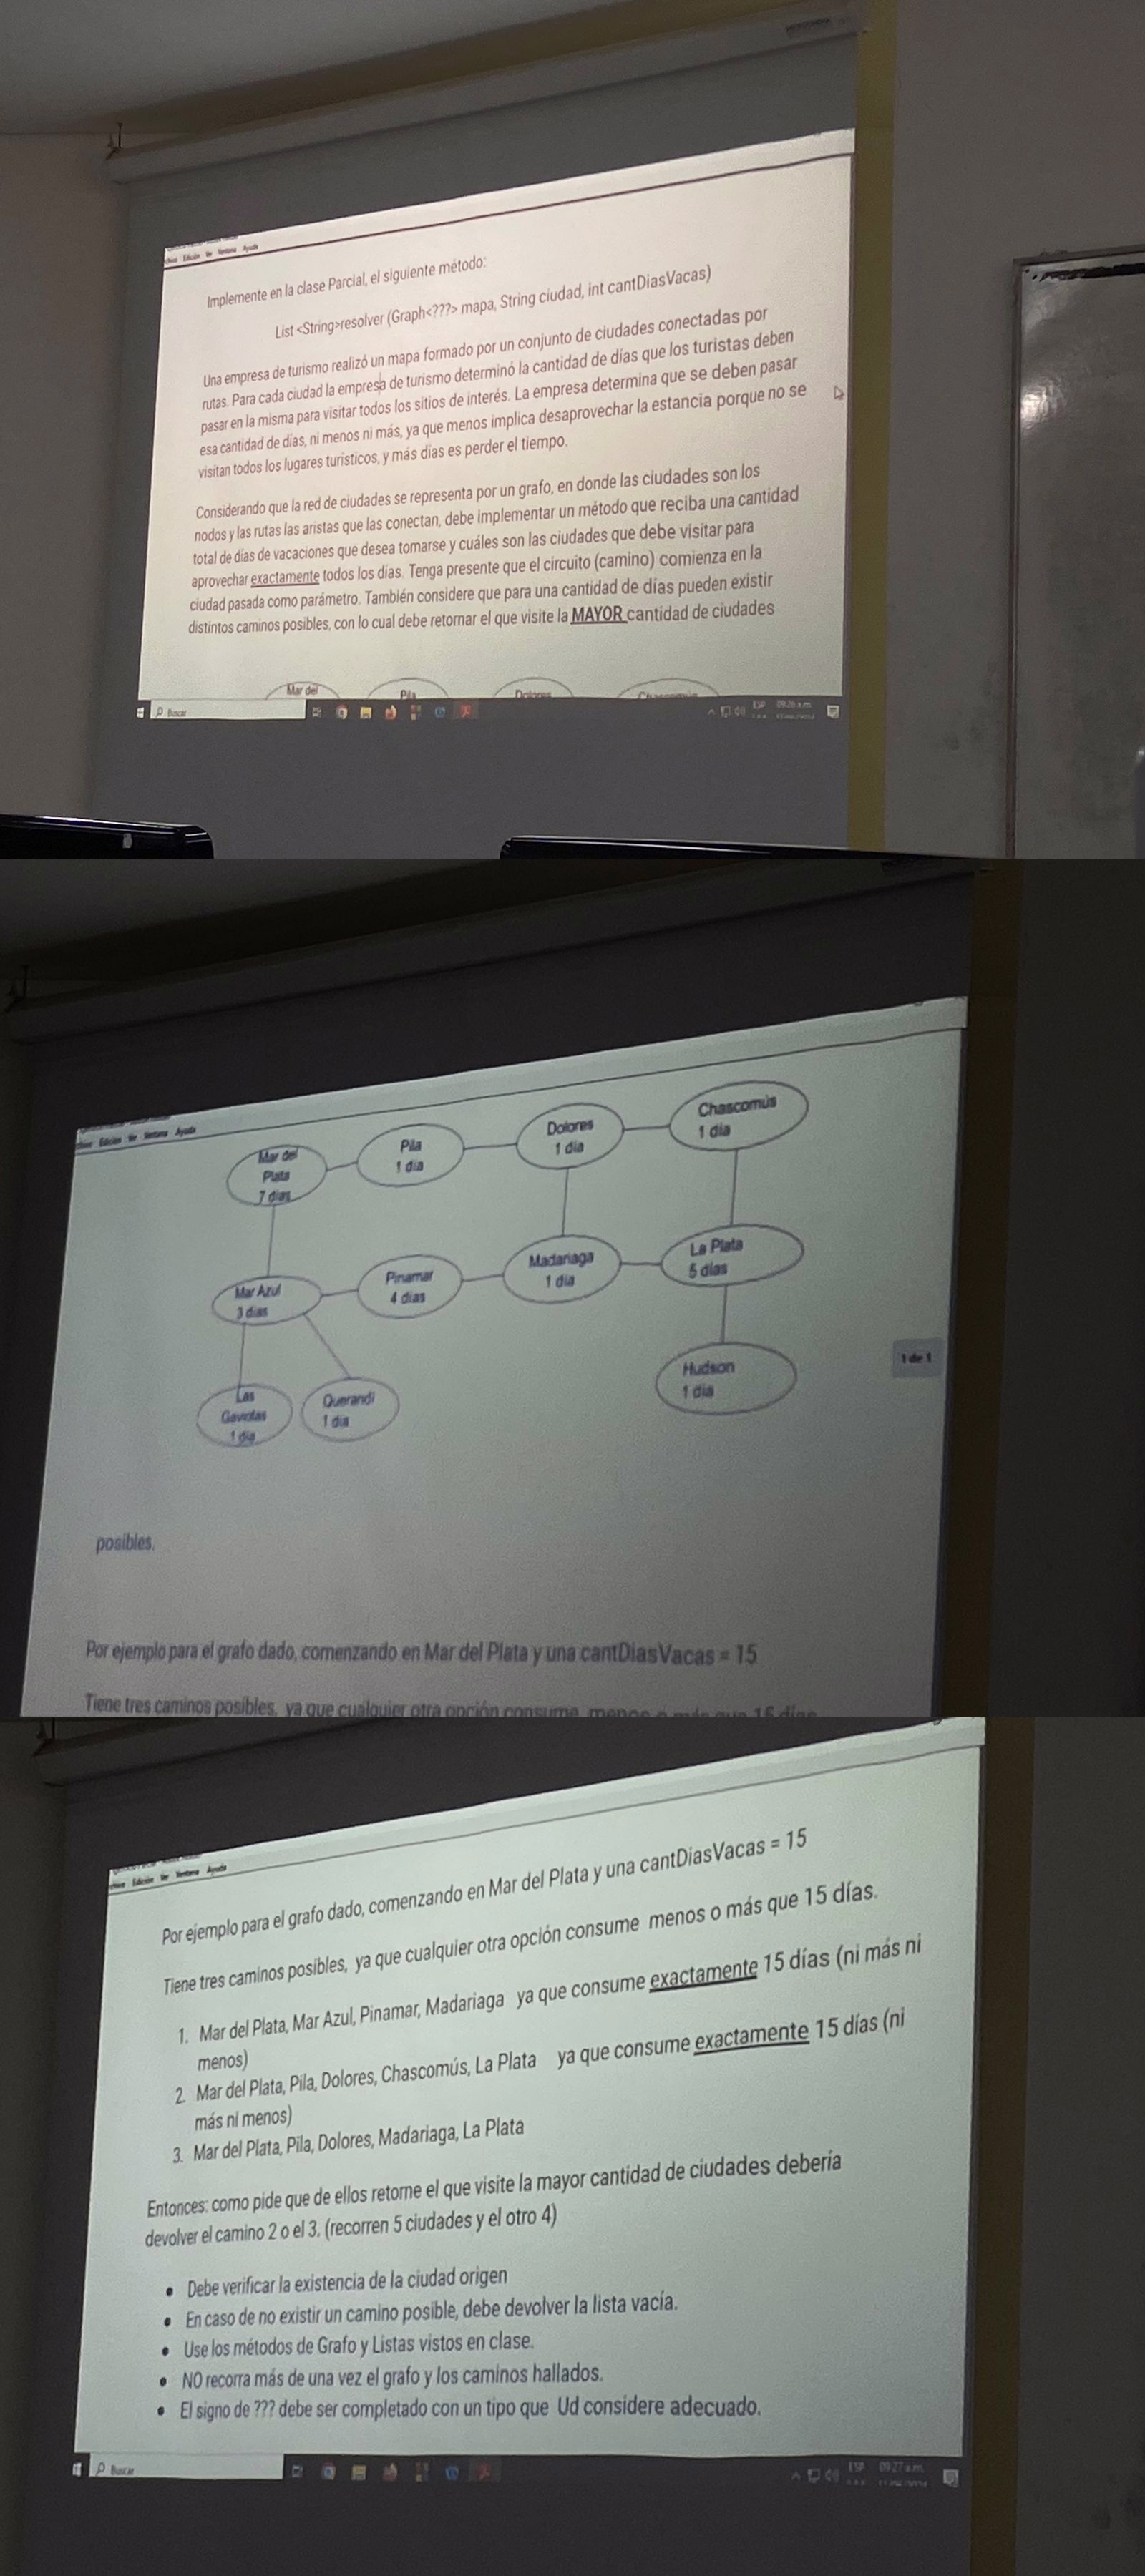 Archivo Edición Ver Ventana Ayuda
Implemente en la clase Parcial, el siguiente método:
List <String>resolver (Graph<???> mapa, String ciudad, int cantDiasVacas)
Una empresa de turismo realizó un mapa formado por un conjunto de ciudades conectadas por
rutas. Para cada ciudad la empresa de turismo determinó la cantidad de días que los turistas deben
pasar en la misma para visitar todos los sitios de interés. La empresa determina que se deben pasar
esa cantidad de días, ni menos ni más, ya que menos implica desaprovechar la estancia porque no se
visitan todos los lugares turísticos, y más días es perder el tiempo.
Considerando que la red de ciudades se representa por un grafo, en donde las ciudades son los
nodos y las rutas las aristas que las conectan, debe implementar un método que reciba una cantidad
total de días de vacaciones que desea tomarse y cuáles son las ciudades que debe visitar para
aprovechar exactamente todos los días. Tenga presente que el circuito (camino) comienza en la
ciudad pasada como parámetro. También considere que para una cantidad de días pueden existir
distintos caminos posibles, con lo cual debe retornar el que visite la MAYOR cantidad de ciudades
Mar del Pila Dolores Chascomús
Buscar
ESP 09:26 a.m.
Edición Ver Ventana Ayuda
Mar del
Plata
7 días
Pila
1 día
Dolores
1 día
Chascomús
1 día
Mar Azul
3 días
Pinamar
4 días
Madariaga
1 día
La Plata
5 días
Las
Gaviotas
1 día
Querandí
1 día
Hudson
1 día
1 de 1
posibles.
Por ejemplo para el grafo dado, comenzando en Mar del Plata y una cantDiasVacas = 15
Tiene tres caminos posibles, ya que cualquier otra opción consume menos o más que 15 días
Edición Ver Ventana Ayuda
Por ejemplo para el grafo dado, comenzando en Mar del Plata y una cantDiasVacas = 15
Tiene tres caminos posibles, ya que cualquier otra opción consume menos o más que 15 días.
1. Mar del Plata, Mar Azul, Pinamar, Madariaga ya que consume exactamente 15 días (ni más ni
menos)
2. Mar del Plata, Pila, Dolores, Chascomús, La Plata ya que consume exactamente 15 días (ni
más ni menos)
3. Mar del Plata, Pila, Dolores, Madariaga, La Plata
Entonces: como pide que de ellos retorne el que visite la mayor cantidad de ciudades debería
devolver el camino 2 o el 3. (recorren 5 ciudades y el otro 4)
• Debe verificar la existencia de la ciudad origen
• En caso de no existir un camino posible, debe devolver la lista vacía.
• Use los métodos de Grafo y Listas vistos en clase.
• NO recorra más de una vez el grafo y los caminos hallados.
• El signo de ??? debe ser completado con un tipo que Ud considere adecuado.
Buscar
ESP 09:27 a.m.